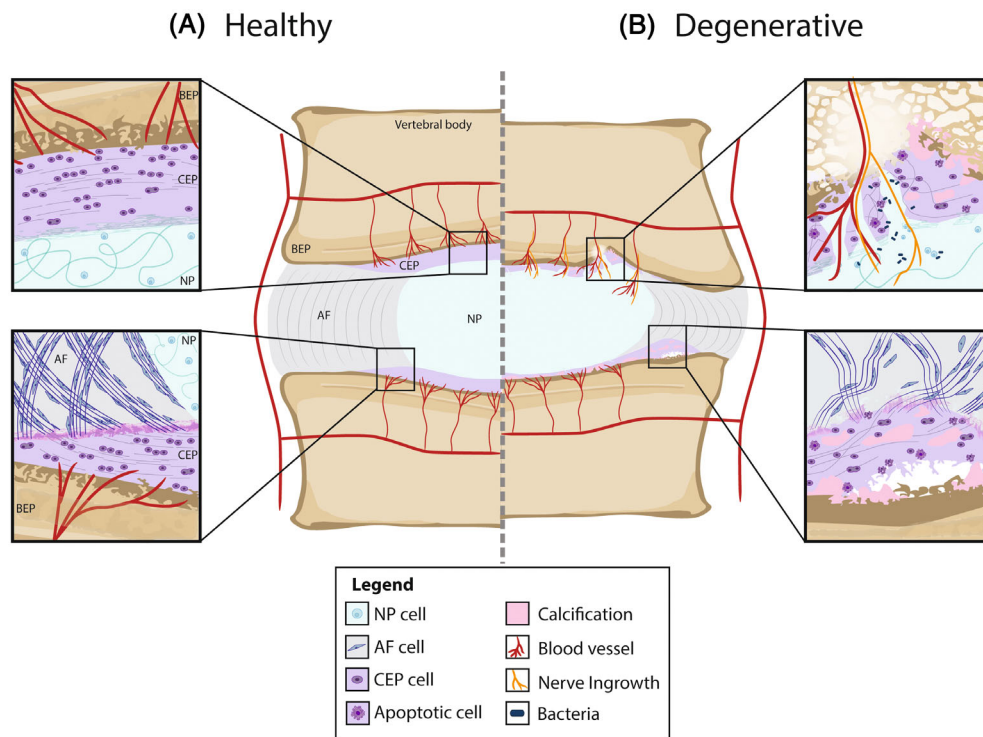 (A) Healthy
(B) Degenerative
BEP
CEP
NP
Vertebral body
BEP
CEP
AF
NP
AF
NP
CEP
BEP
Legend
NP cell
AF cell
CEP cell
Apoptotic cell
Calcification
Blood vessel
Nerve Ingrowth
Bacteria